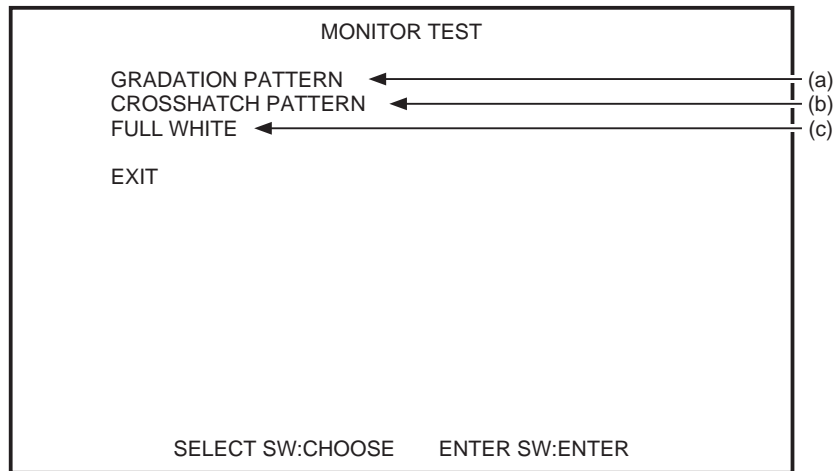 MONITOR TEST
GRADATION PATTERN (a)
CROSSHATCH PATTERN (b)
FULL WHITE (c)
EXIT
SELECT SW:CHOOSE ENTER SW:ENTER